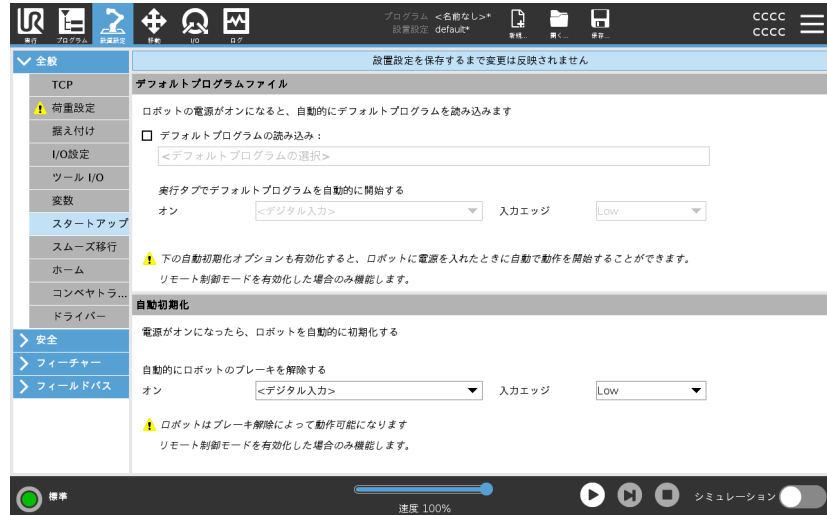 UR
実行
プログラム
設置設定
移動
I/O
ログ
プログラム <名前なし>*
設置設定 default*
新規...
開く...
保存...
cccc
cccc
全般
設置設定を保存するまで変更は反映されません
TCP
荷重設定
据え付け
I/O設定
ツール I/O
変数
スタートアップ
スムーズ移行
ホーム
コンベヤトラ...
ドライバー
安全
フィーチャー
フィールドバス
デフォルトプログラムファイル
ロボットの電源がオンになると、自動的にデフォルトプログラムを読み込みます
デフォルトプログラムの読み込み：
<デフォルトプログラムの選択>
実行タブでデフォルトプログラムを自動的に開始する
オン <デジタル入力> 入力エッジ Low
下の自動初期化オプションも有効化すると、ロボットに電源を入れたときに自動で動作を開始することができます。
リモート制御モードを有効化した場合のみ機能します。
自動初期化
電源がオンになったら、ロボットを自動的に初期化する
自動的にロボットのブレーキを解除する
オン <デジタル入力> 入力エッジ Low
ロボットはブレーキ解除によって動作可能になります
リモート制御モードを有効化した場合のみ機能します。
標準
速度 100%
シミュレーション